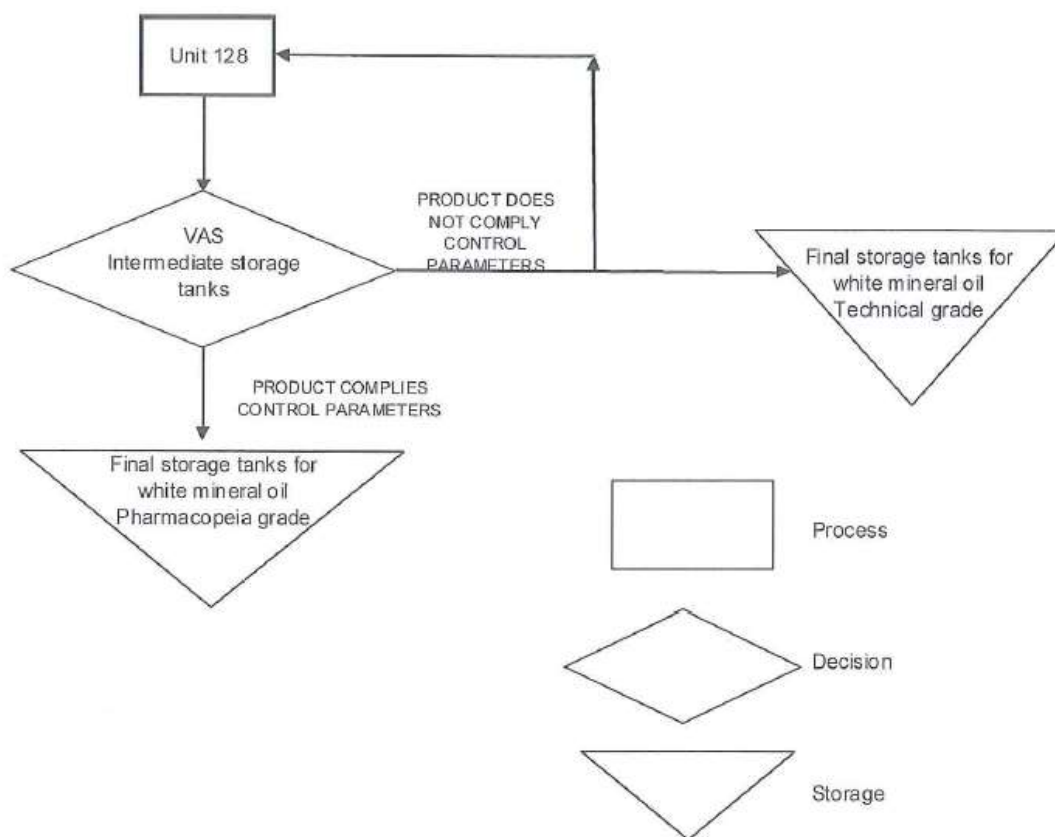 Unit 128
PRODUCT DOES
NOT COMPLY
CONTROL
PARAMETERS
VAS
Intermediate storage
tanks
Final storage tanks for
white mineral oil
Technical grade
PRODUCT COMPLIES
CONTROL PARAMETERS
Final storage tanks for
white mineral oil
Pharmacopeia grade
Process
Decision
Storage